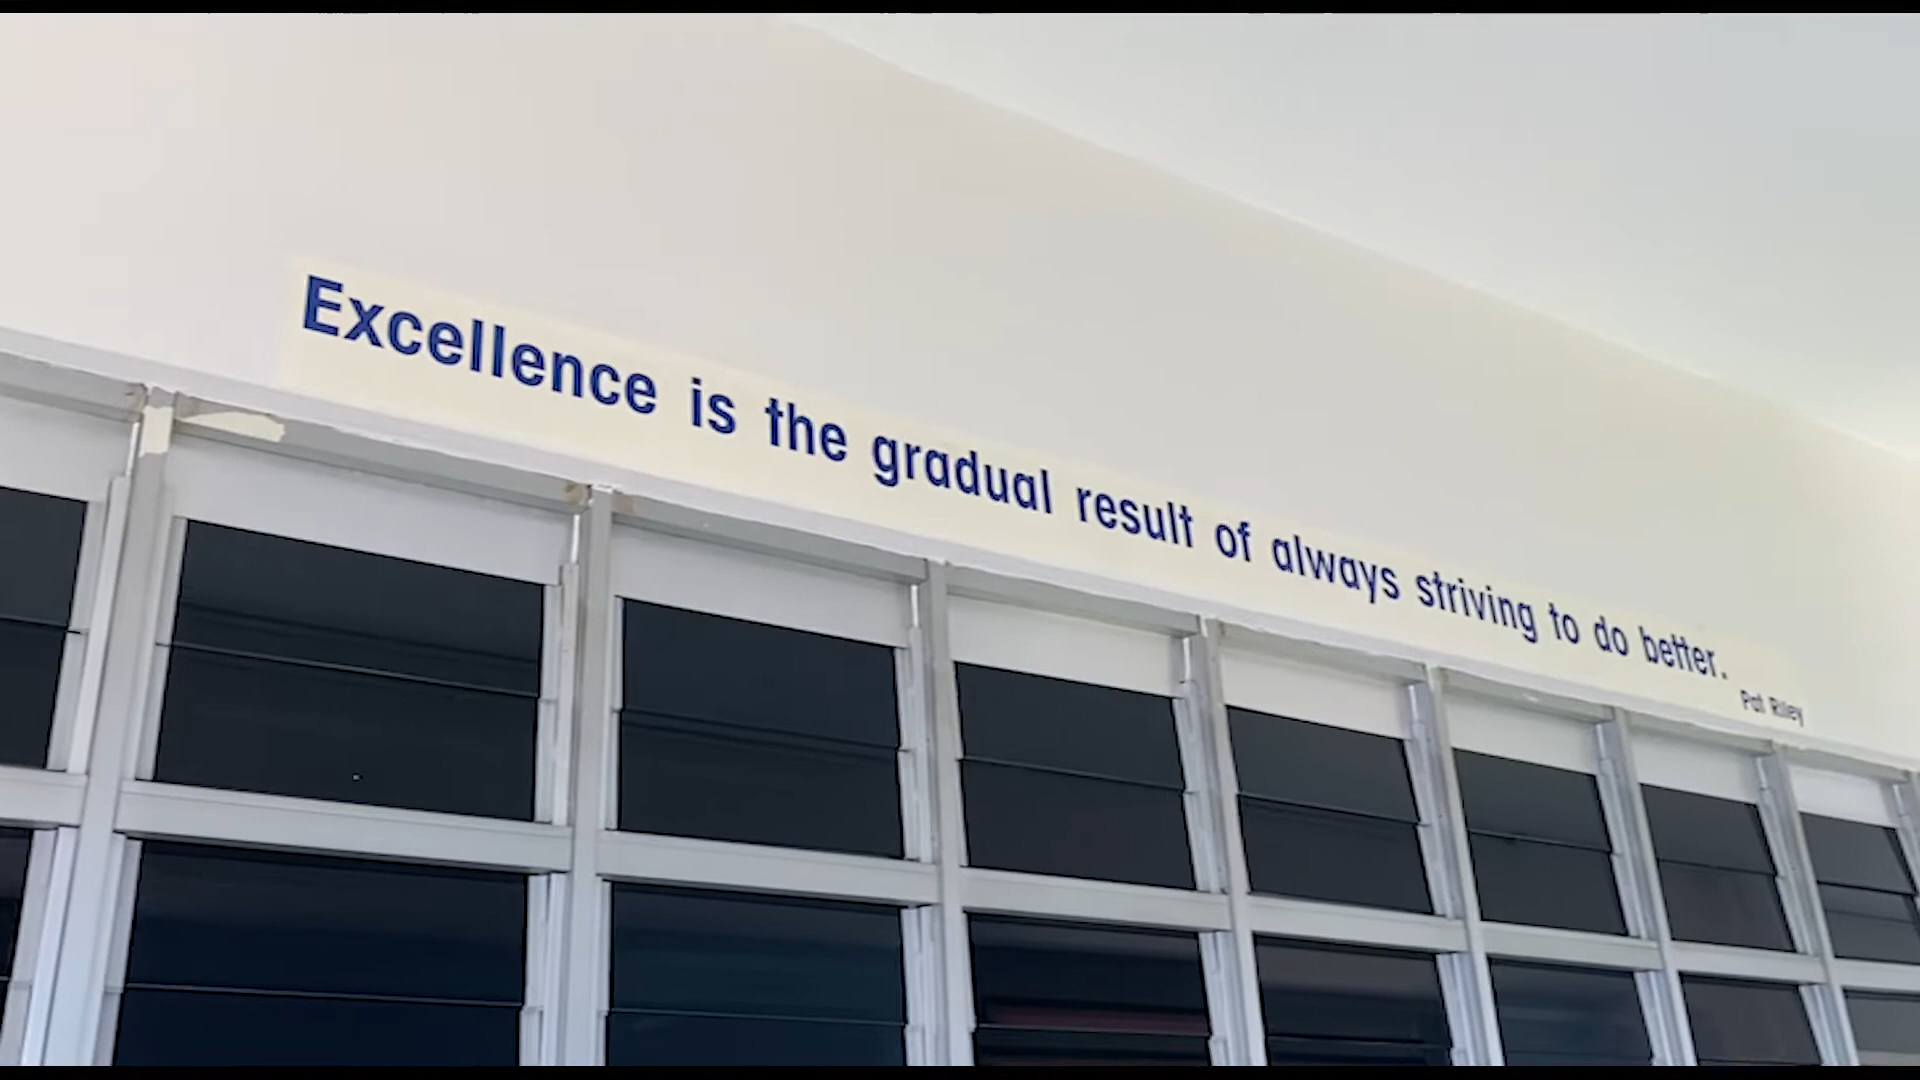 Excellence is the gradual result of always striving to do better.
Pat Riley